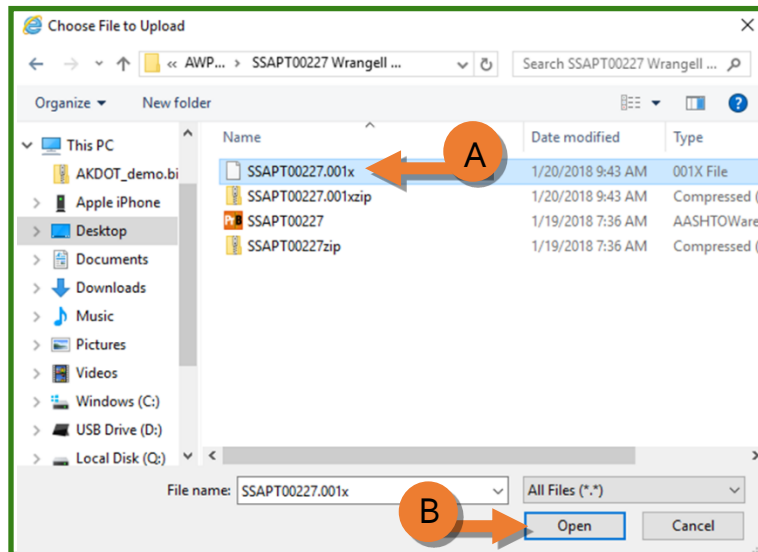 Choose File to Upload
« AWP... > SSAPT00227 Wrangell ...
Search SSAPT00227 Wrangell ...
Organize
New folder
?
This PC
AKDOT_demo.bi
Apple iPhone
Desktop
Documents
Downloads
Music
Pictures
Videos
Windows (C:)
USB Drive (D:)
Local Disk (Q:)
Name
Date modified
Type
SSAPT00227.001x
1/20/2018 9:43 AM
001X File
A
SSAPT00227.001xzip
1/20/2018 9:43 AM
Compressed (
SSAPT00227
1/19/2018 7:36 AM
AASHTOWare
SSAPT00227zip
1/19/2018 7:36 AM
Compressed (
File name:
SSAPT00227.001x
All Files (*.*)
B
Open
Cancel